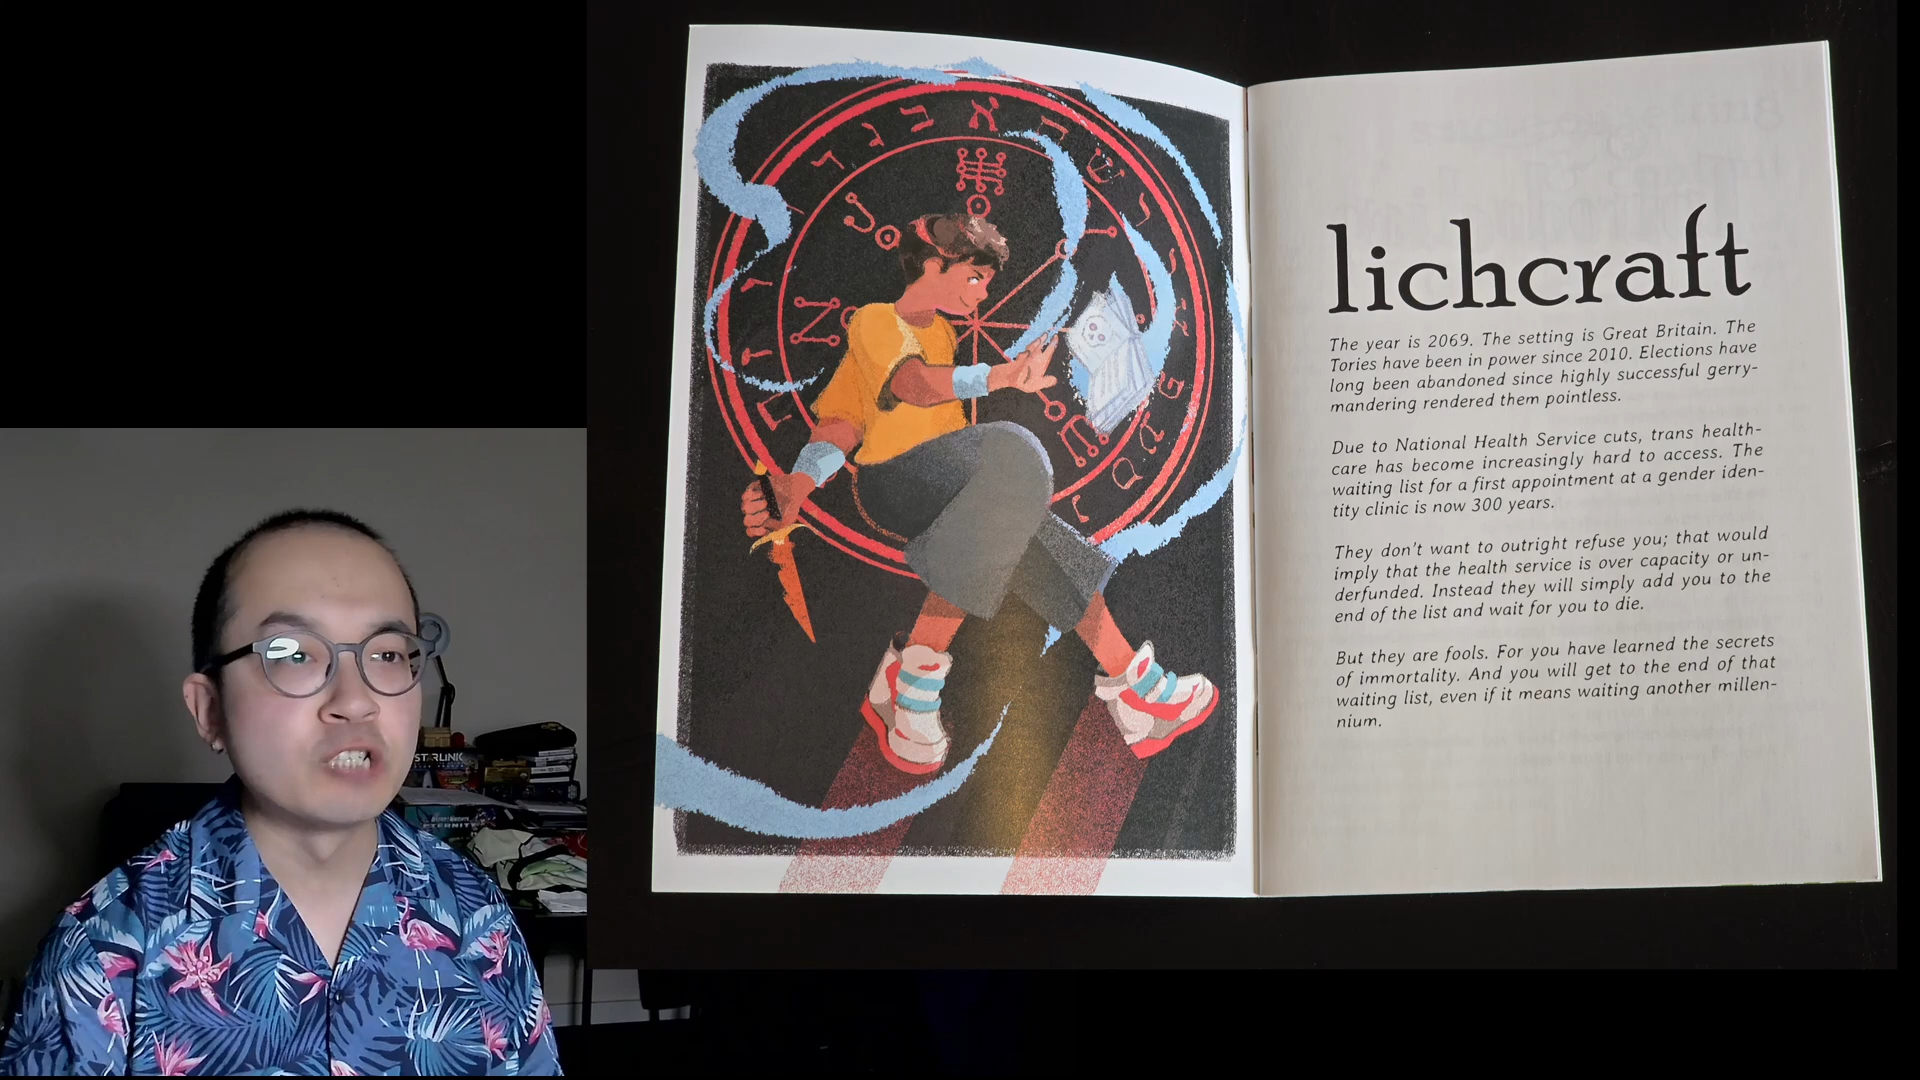 lichcraft
The year is 2069. The setting is Great Britain. The
Tories have been in power since 2010. Elections have
long been abandoned since highly successful gerry-
mandering rendered them pointless.
Due to National Health Service cuts, trans health-
care has become increasingly hard to access. The
waiting list for a first appointment at a gender iden-
tity clinic is now 300 years.
They don't want to outright refuse you; that would
imply that the health service is over capacity or un-
derfunded. Instead they will simply add you to the
end of the list and wait for you to die.
But they are fools. For you have learned the secrets
of immortality. And you will get to the end of that
waiting list, even if it means waiting another millen-
nium.
STARLINK
ETERNITY